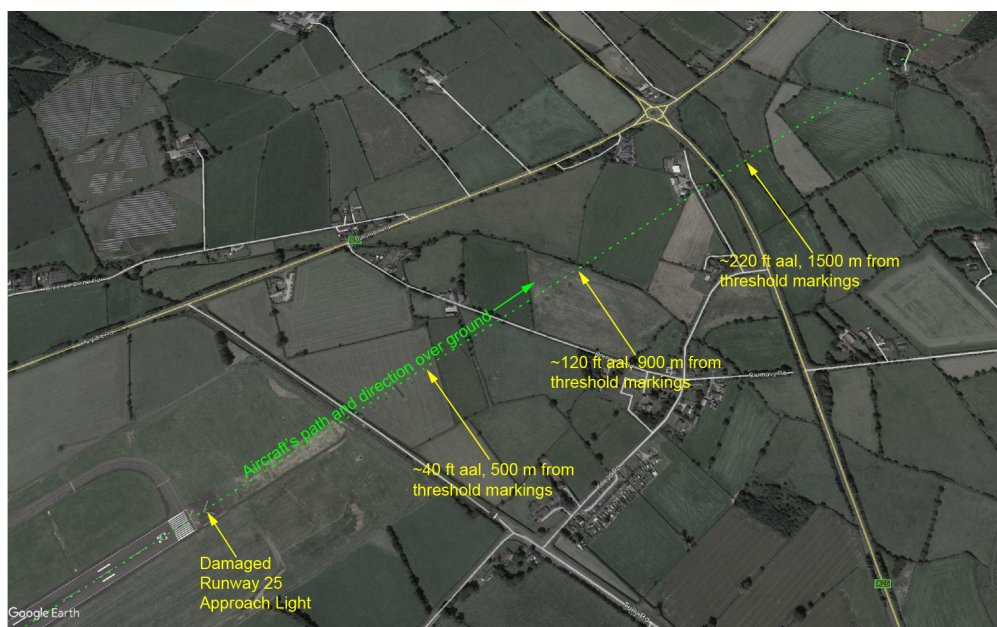 ~220 ft aal, 1500 m from
threshold markings
Aircraft's path and direction over ground
~120 ft aal, 900 m from
threshold markings
~40 ft aal, 500 m from
threshold markings
Damaged
Runway 25
Approach Light
A26
Google Earth